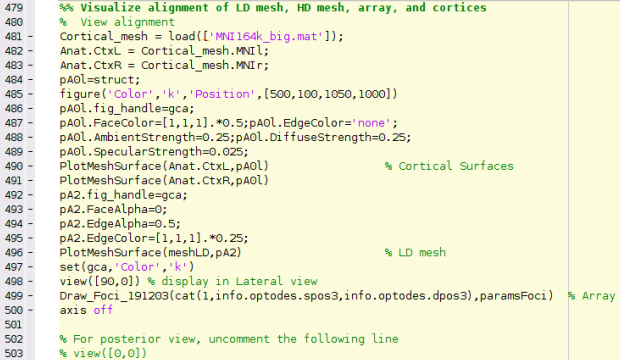 479 %% Visualize alignment of LD mesh, HD mesh, array, and cortices
480 % View alignment
481 - Cortical_mesh = load(['MNI164k_big.mat']);
482 - Anat.CtxL = Cortical_mesh.MNIl;
483 - Anat.CtxR = Cortical_mesh.MNIr;
484 - pA0l=struct;
485 - figure('Color','k','Position',[500,100,1050,1000])
486 - pA0l.fig_handle=gca;
487 - pA0l.FaceColor=[1,1,1].*0.5;pA0l.EdgeColor='none';
488 - pA0l.AmbientStrength=0.25;pA0l.DiffuseStrength=0.25;
489 - pA0l.SpecularStrength=0.025;
490 - PlotMeshSurface(Anat.CtxL,pA0l) % Cortical Surfaces
491 - PlotMeshSurface(Anat.CtxR,pA0l)
492 - pA2.fig_handle=gca;
493 - pA2.FaceAlpha=0;
494 - pA2.EdgeAlpha=0.5;
495 - pA2.EdgeColor=[1,1,1].*0.25;
496 - PlotMeshSurface(meshLD,pA2) % LD mesh
497 - set(gca,'Color','k')
498 - view([90,0]) % display in Lateral view
499 - Draw_Foci_191203(cat(1,info.optodes.spos3,info.optodes.dpos3),paramsFoci) % Array
500 - axis off
501
502 % For posterior view, uncomment the following line
503 % view([0,0])